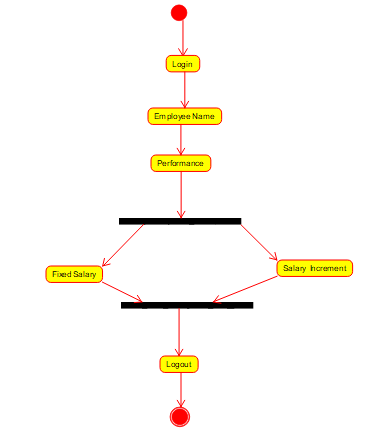 Login
Employee Name
Performance
Fixed Salary
Salary Increment
Logout